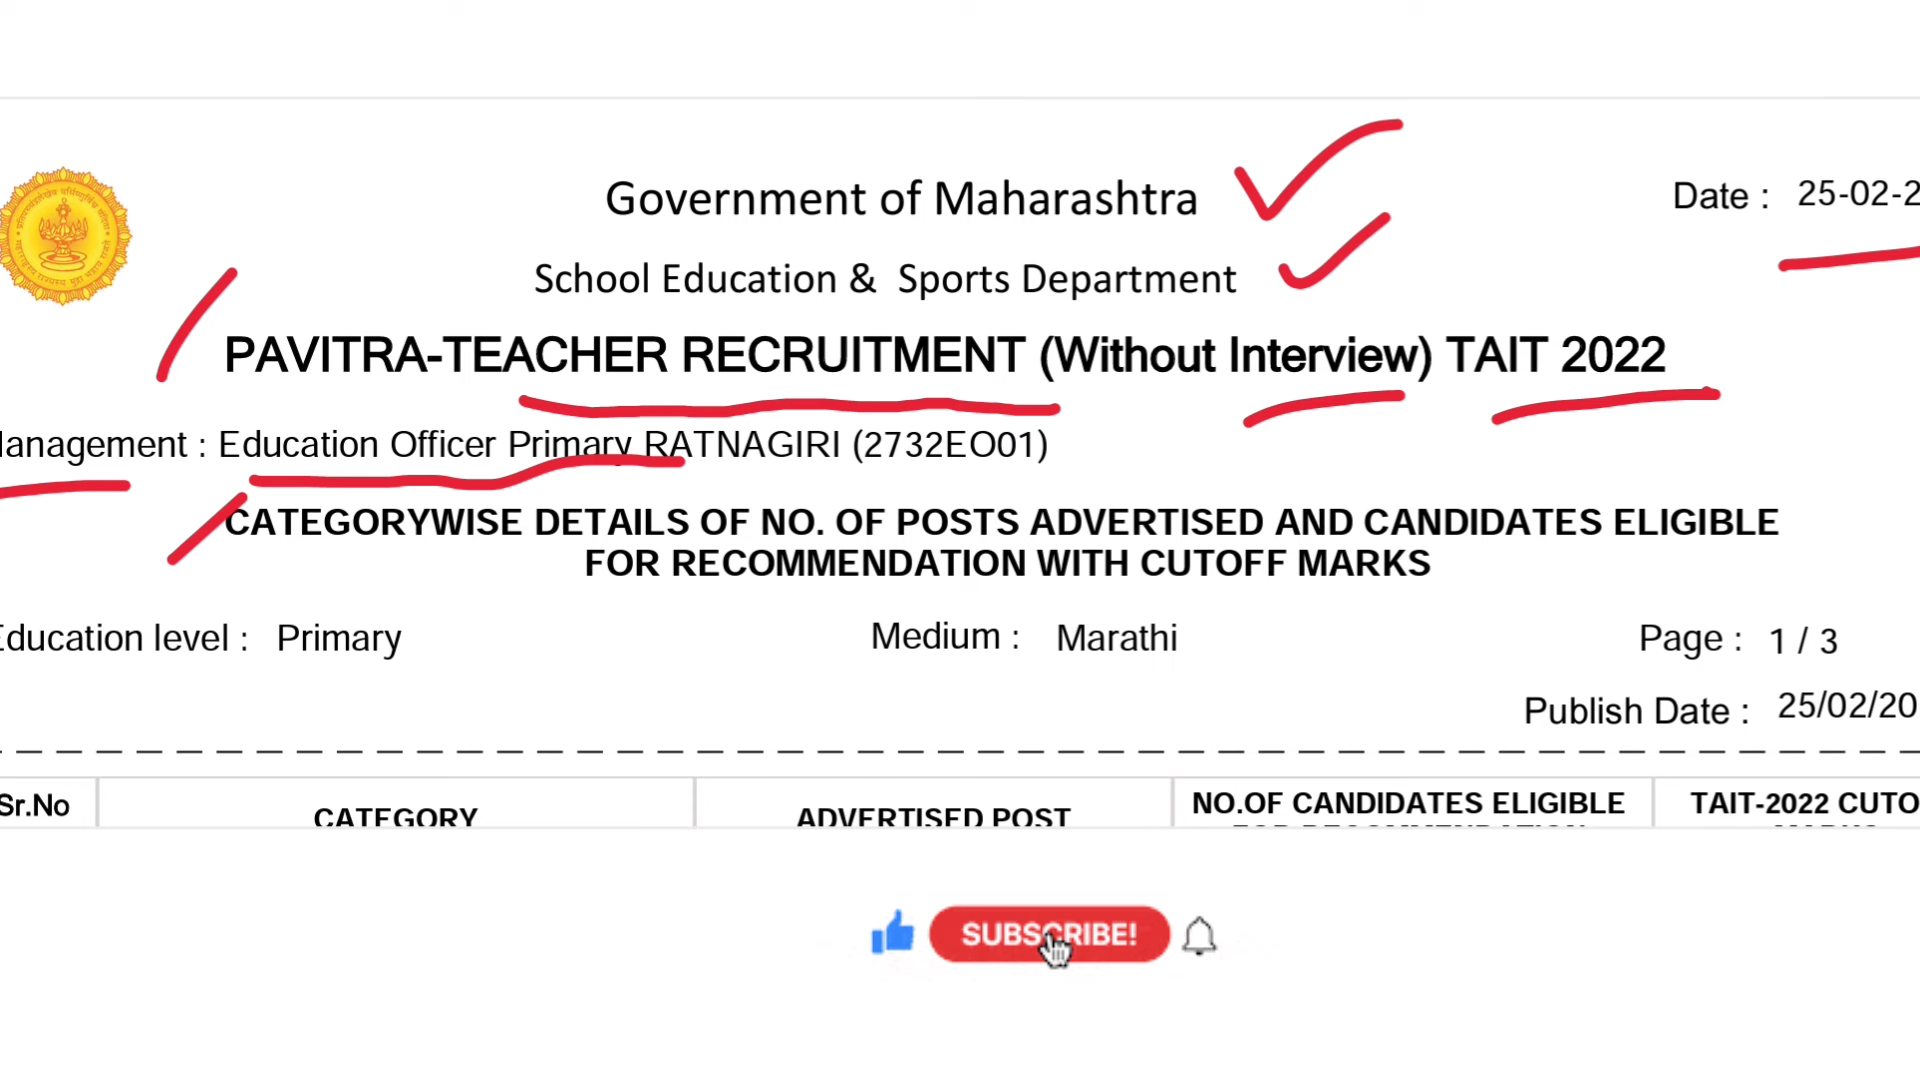 Government of Maharashtra
Date : 25-02-2
School Education & Sports Department
PAVITRA-TEACHER RECRUITMENT (Without Interview) TAIT 2022
anagement : Education Officer Primary RATNAGIRI (2732EO01)
CATEGORYWISE DETAILS OF NO. OF POSTS ADVERTISED AND CANDIDATES ELIGIBLE
FOR RECOMMENDATION WITH CUTOFF MARKS
Education level : Primary Medium : Marathi Page : 1 / 3
Publish Date : 25/02/20
Sr.No CATEGORY ADVERTISED POST NO.OF CANDIDATES ELIGIBLE TAIT-2022 CUTO
SUBSCRIBE!